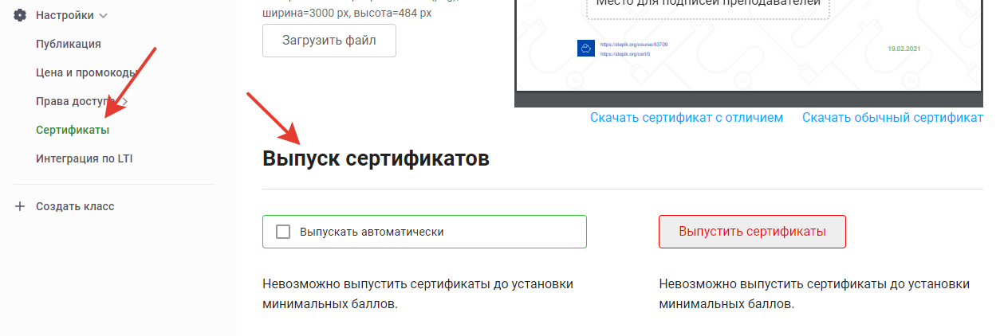 Настройки
Публикация
Цена и промокоды
Права доступа
Сертификаты
Интеграция по LTI
Создать класс
ширина=3000 px, высота=484 px
Загрузить файл
Место для подписей преподавателей
https://stepik.org/course/63709
https://stepik.org/cert/0
19.02.2021
Скачать сертификат с отличием
Скачать обычный сертификат
Выпуск сертификатов
Выпускать автоматически
Выпустить сертификаты
Невозможно выпустить сертификаты до установки
минимальных баллов.
Невозможно выпустить сертификаты до установки
минимальных баллов.